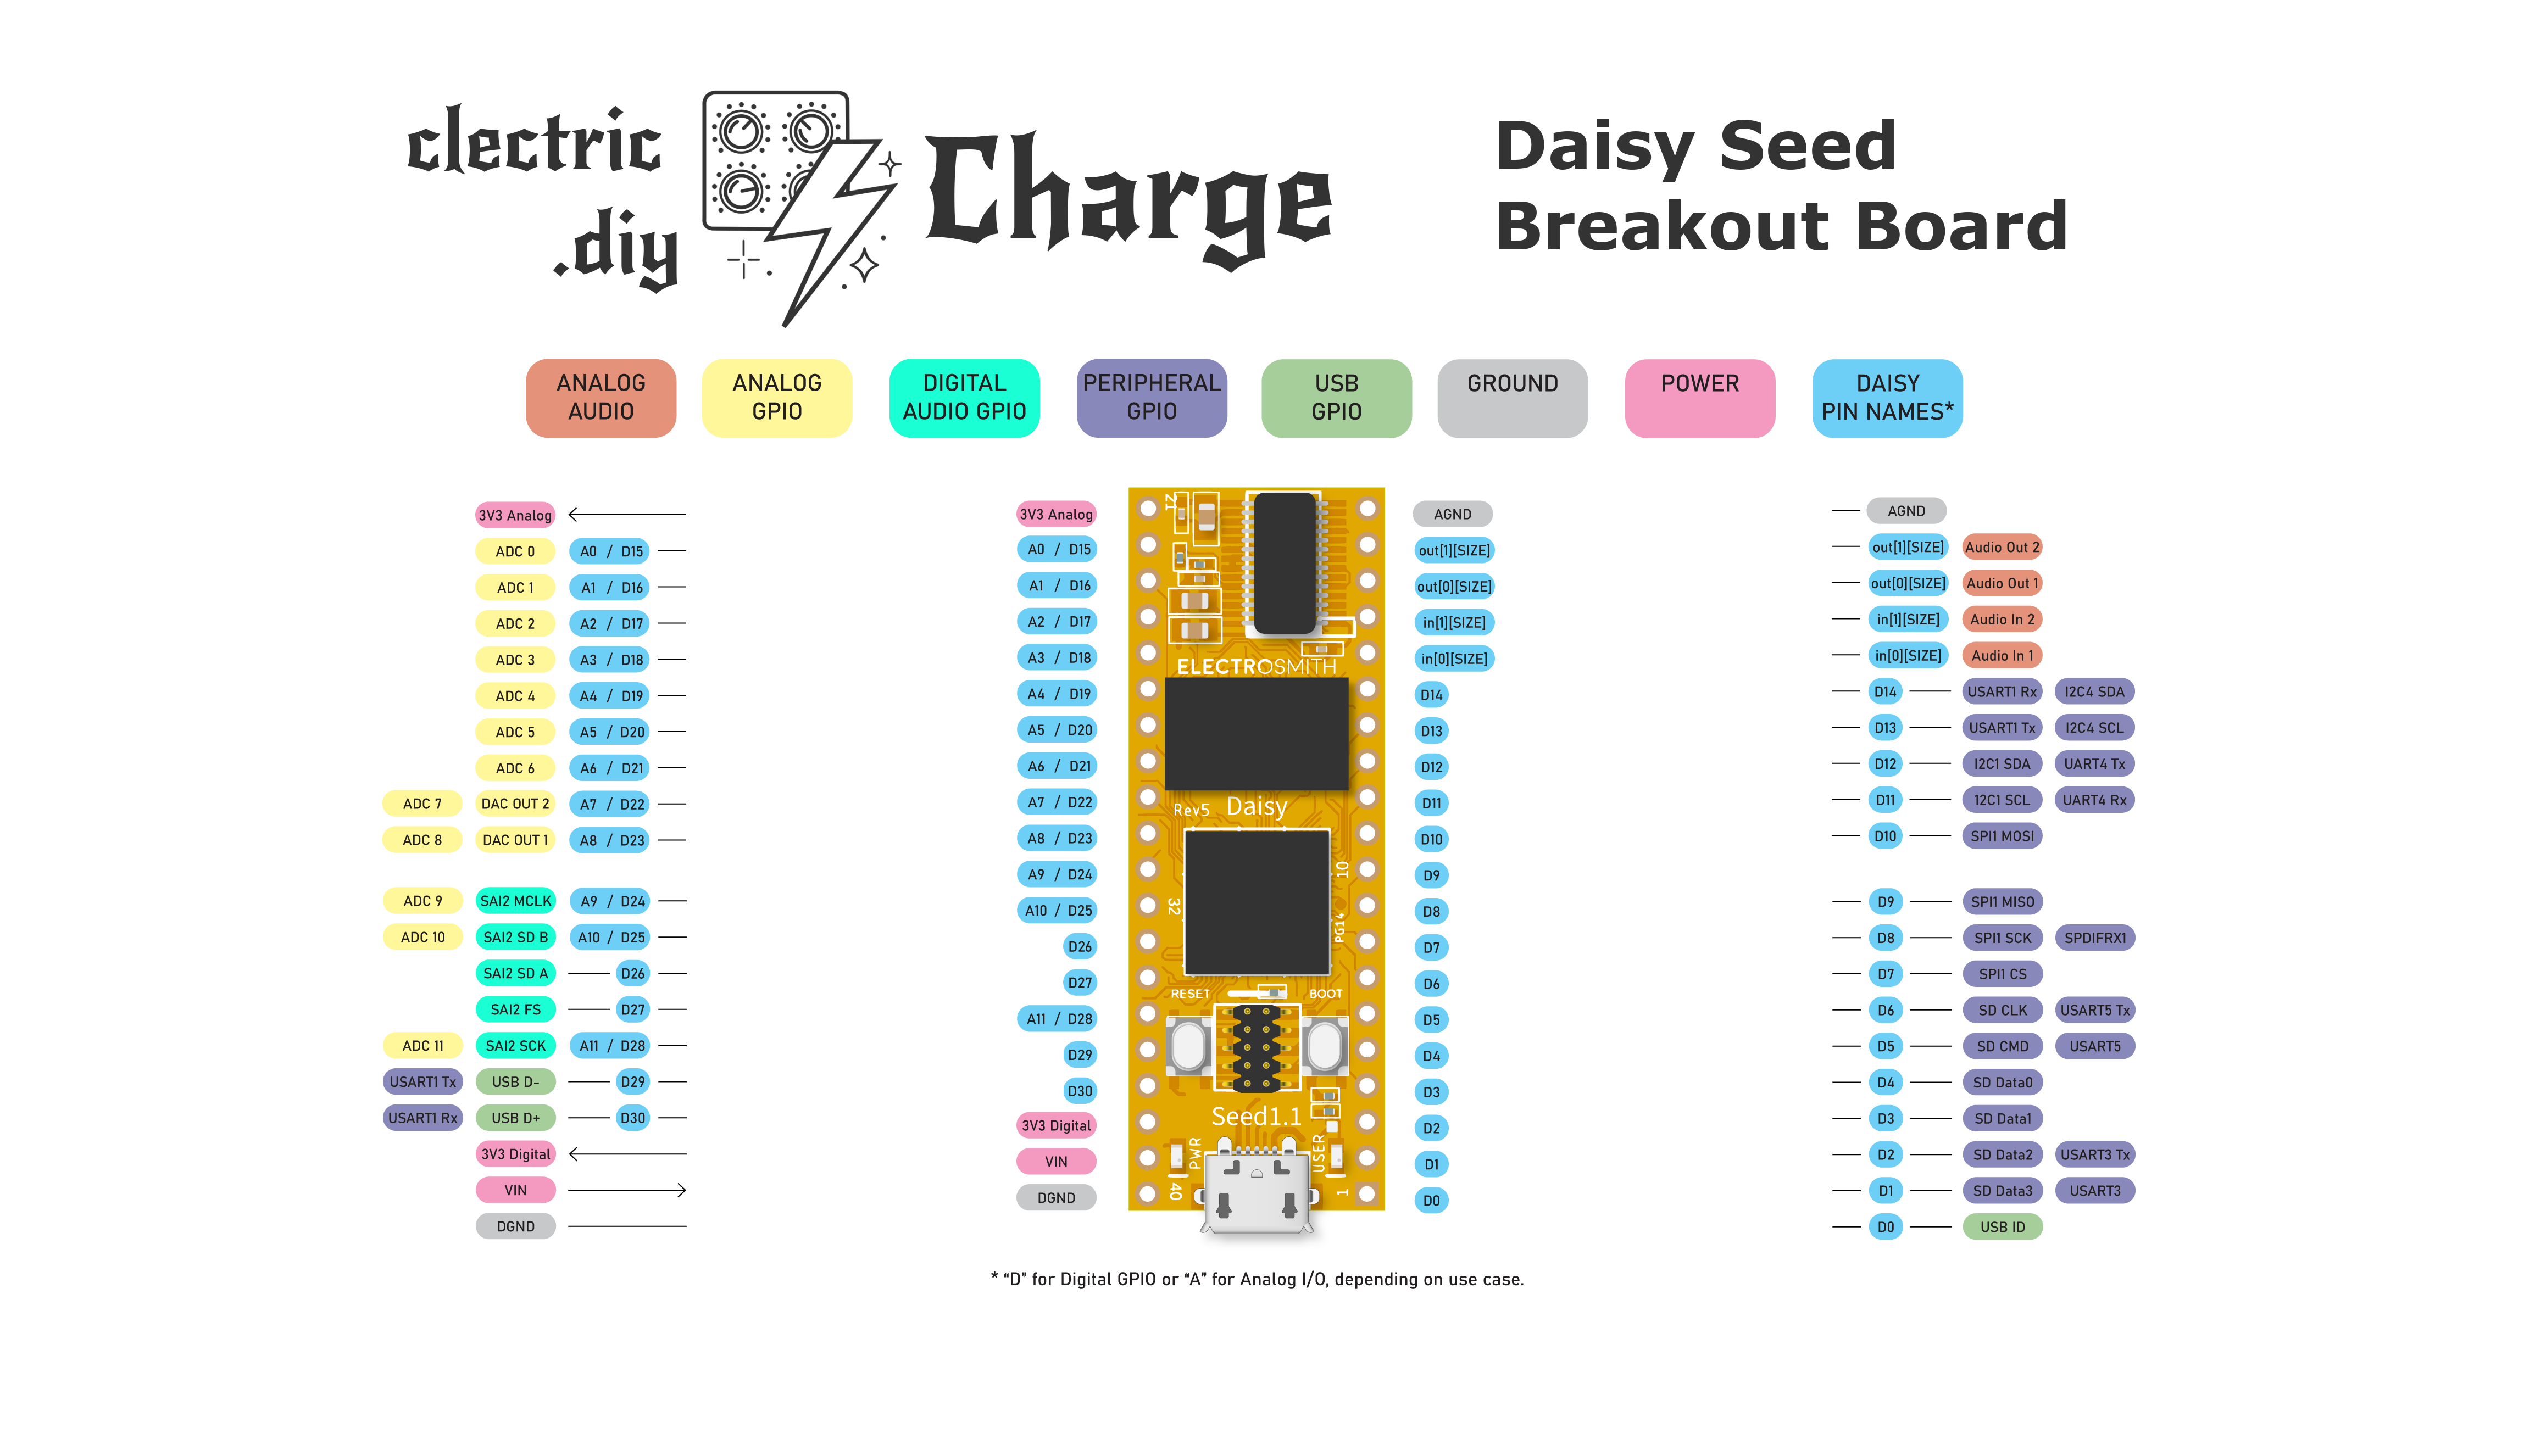 electric
.diy
Charge
Daisy Seed
Breakout Board
ANALOG
AUDIO
ANALOG
GPIO
DIGITAL
AUDIO GPIO
PERIPHERAL
GPIO
USB
GPIO
GROUND
POWER
DAISY
PIN NAMES*
3V3 Analog
ADC 0 A0 / D15
ADC 1 A1 / D16
ADC 2 A2 / D17
ADC 3 A3 / D18
ADC 4 A4 / D19
ADC 5 A5 / D20
ADC 6 A6 / D21
ADC 7 DAC OUT 2 A7 / D22
ADC 8 DAC OUT 1 A8 / D23
ADC 9 SAI2 MCLK A9 / D24
ADC 10 SAI2 SD B A10 / D25
SAI2 SD A D26
SAI2 FS D27
ADC 11 SAI2 SCK A11 / D28
USART1 Tx USB D- D29
USART1 Rx USB D+ D30
3V3 Digital
VIN
DGND
3V3 Analog
A0 / D15
A1 / D16
A2 / D17
A3 / D18
A4 / D19
A5 / D20
A6 / D21
A7 / D22
A8 / D23
A9 / D24
A10 / D25
D26
D27
A11 / D28
D29
D30
3V3 Digital
VIN
DGND
21
ELECTROSMITH
Rev5 Daisy
10
32
PG14
RESET
BOOT
Seed1.1
PWR
USER
40
1
AGND
out[1][SIZE]
out[0][SIZE]
in[1][SIZE]
in[0][SIZE]
D14
D13
D12
D11
D10
D9
D8
D7
D6
D5
D4
D3
D2
D1
D0
AGND
out[1][SIZE] Audio Out 2
out[0][SIZE] Audio Out 1
in[1][SIZE] Audio In 2
in[0][SIZE] Audio In 1
D14 USART1 Rx I2C4 SDA
D13 USART1 Tx I2C4 SCL
D12 I2C1 SDA UART4 Tx
D11 12C1 SCL UART4 Rx
D10 SPI1 MOSI
D9 SPI1 MISO
D8 SPI1 SCK SPDIFRX1
D7 SPI1 CS
D6 SD CLK USART5 Tx
D5 SD CMD USART5
D4 SD Data0
D3 SD Data1
D2 SD Data2 USART3 Tx
D1 SD Data3 USART3
D0 USB ID
* “D” for Digital GPIO or “A” for Analog I/O, depending on use case.